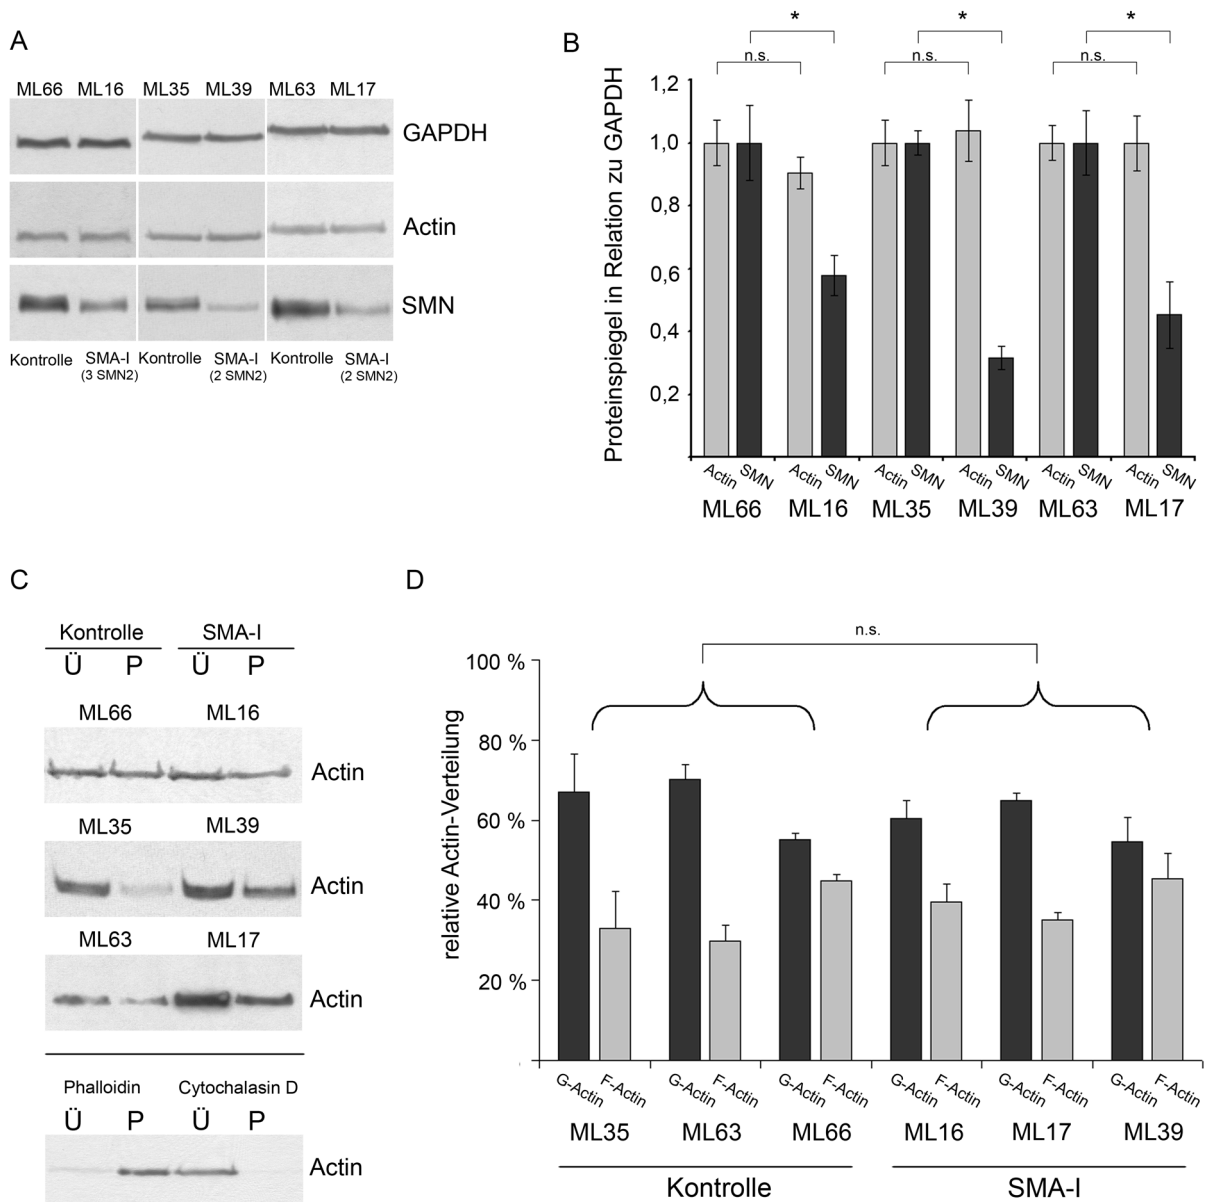 A
ML66 ML16 ML35 ML39 ML63 ML17
GAPDH
Actin
SMN
Kontrolle SMA-I Kontrolle SMA-I Kontrolle SMA-I
(3 SMN2) (2 SMN2) (2 SMN2)
B
* * *
n.s. n.s. n.s.
Proteinspiegel in Relation zu GAPDH
1,2
1,0
0,8
0,6
0,4
0,2
Actin SMN Actin SMN Actin SMN Actin SMN Actin SMN Actin SMN
ML66 ML16 ML35 ML39 ML63 ML17
C
Kontrolle SMA-I
Ü P Ü P
ML66 ML16
Actin
ML35 ML39
Actin
ML63 ML17
Actin
Phalloidin Cytochalasin D
Ü P Ü P
Actin
D
n.s.
relative Actin-Verteilung
100 %
80 %
60 %
40 %
20 %
G-Actin F-Actin G-Actin F-Actin G-Actin F-Actin G-Actin F-Actin G-Actin F-Actin G-Actin F-Actin
ML35 ML63 ML66 ML16 ML17 ML39
Kontrolle SMA-I